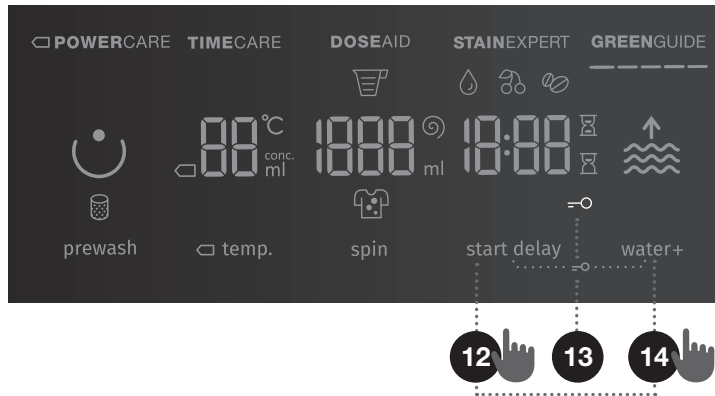 POWERCARE TIMECARE DOSEAID STAINEXPERT GREENGUIDE
88 °C 1888 18:88
conc.
ml ml
prewash temp. spin start delay water+
12 13 14